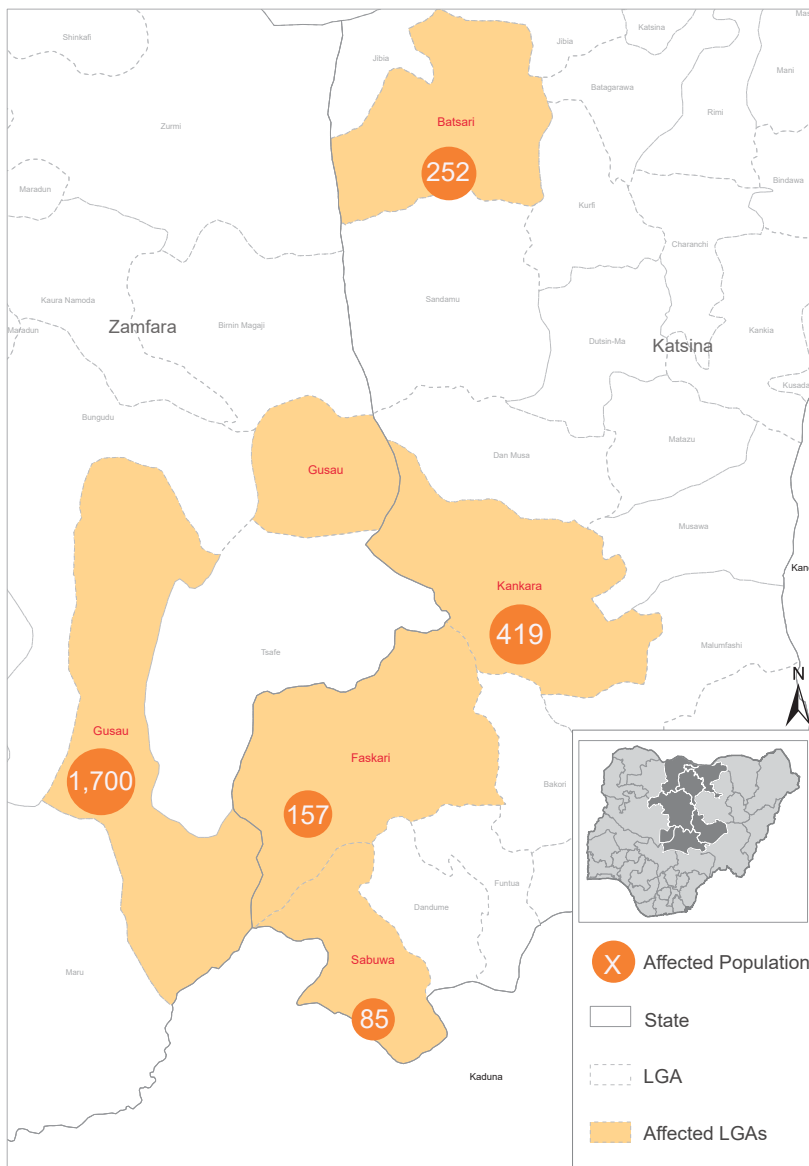 Shinkafi
Jibia
Jibia
Katsina
Mani
Batagarawa
Rimi
Zurmi
Batsari
252
Maradun
Bindawa
Kurfi
Charanchi
Kaura Namoda
Sandamu
Zamfara
Birnin Magaji
Maradun
Dutsin-Ma
Katsina
Kankia
Kusada
Bungudu
Matazu
Dan Musa
Gusau
Musawa
Kankara
419
Malumfashi
Tsafe
N
Gusau
1,700
Faskari
157
Bakori
Funtua
Dandume
Sabuwa
85
Maru
Kaduna
X Affected Population
State
LGA
Affected LGAs